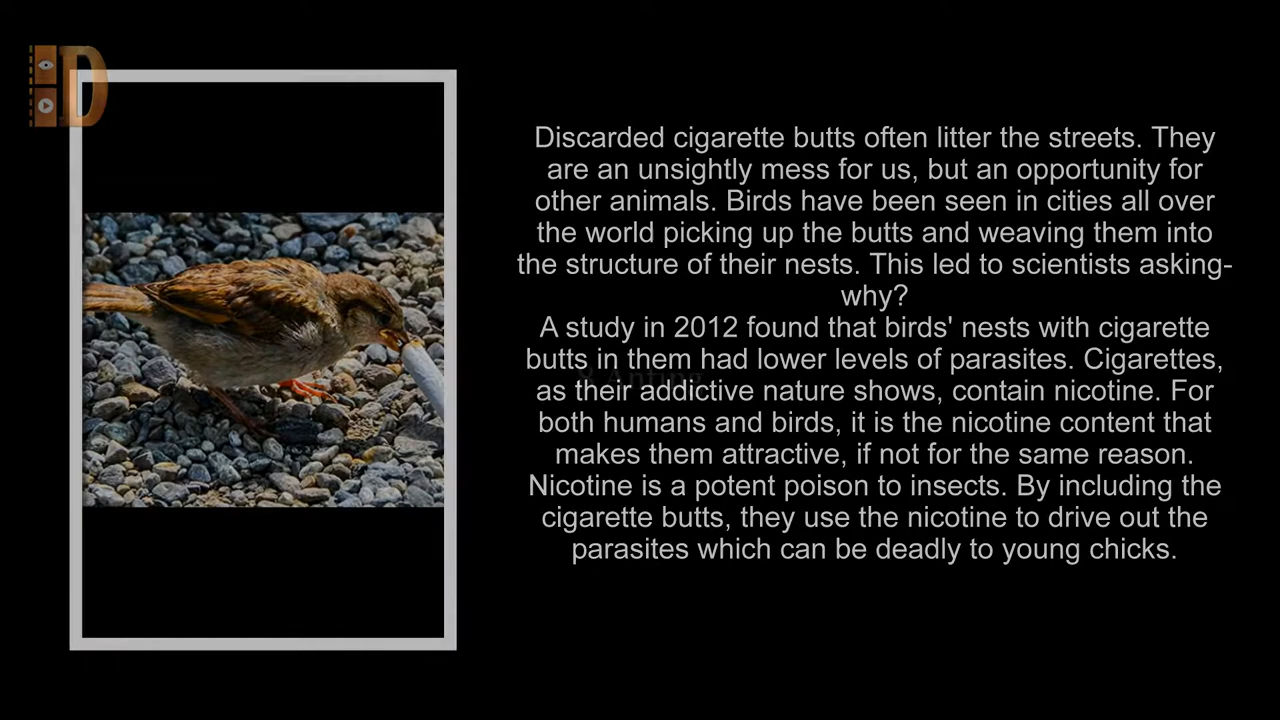 D
Discarded cigarette butts often litter the streets. They
are an unsightly mess for us, but an opportunity for
other animals. Birds have been seen in cities all over
the world picking up the butts and weaving them into
the structure of their nests. This led to scientists asking-
why?
A study in 2012 found that birds' nests with cigarette
butts in them had lower levels of parasites. Cigarettes,
as their addictive nature shows, contain nicotine. For
both humans and birds, it is the nicotine content that
makes them attractive, if not for the same reason.
Nicotine is a potent poison to insects. By including the
cigarette butts, they use the nicotine to drive out the
parasites which can be deadly to young chicks.